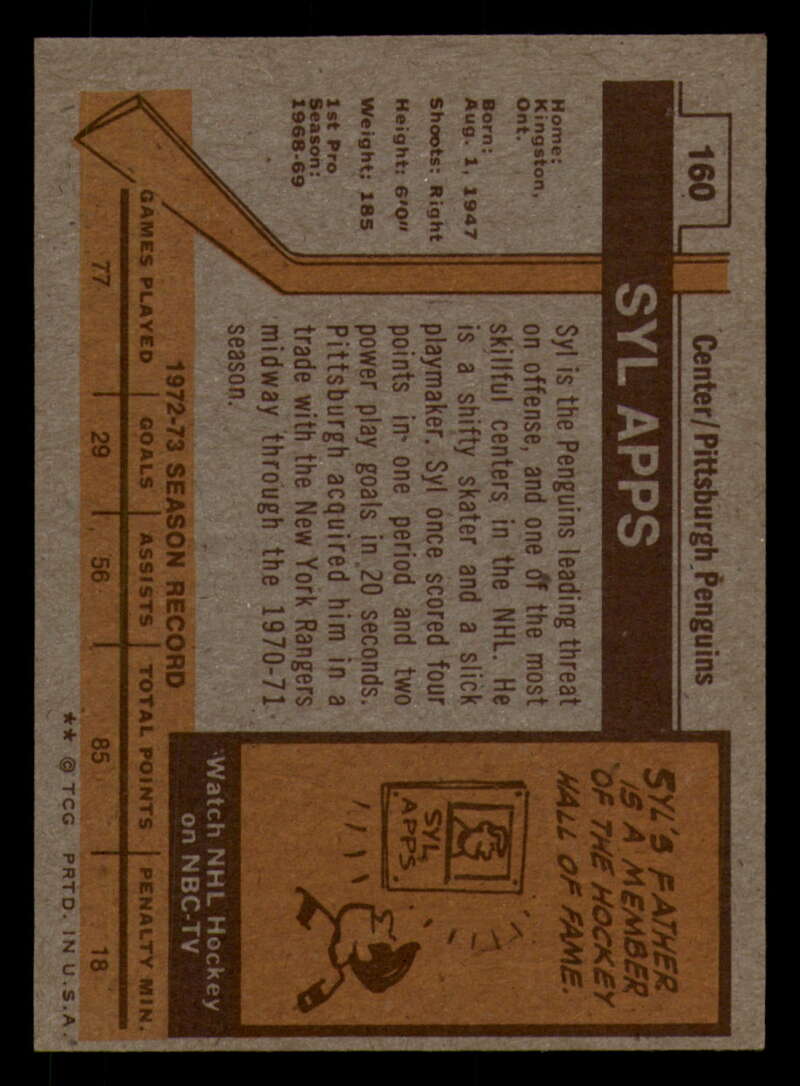 160
Center/Pittsburgh Penguins
SYL APPS
Home:
Kingston,
Ont.
Born:
Aug. 1, 1947
Shoots: Right
Height: 6'0"
Weight: 185
1st Pro
Season:
1968-69
Syl is the Penguins leading threat
on offense, and one of the most
skillful centers in the NHL. He
is a shifty skater and a slick
playmaker. Syl once scored four
points in one period and two
power play goals in 20 seconds.
Pittsburgh acquired him in a
trade with the New York Rangers
midway through the 1970-71
season.
SYL'S FATHER
IS A MEMBER
OF THE HOCKEY
HALL OF FAME.
SYL
APPS
Watch NHL Hockey
on NBC-TV
1972-73 SEASON RECORD
GAMES PLAYED GOALS ASSISTS TOTAL POINTS PENALTY MIN.
77 29 56 85 18
** © TCG PRTD. IN U.S.A.